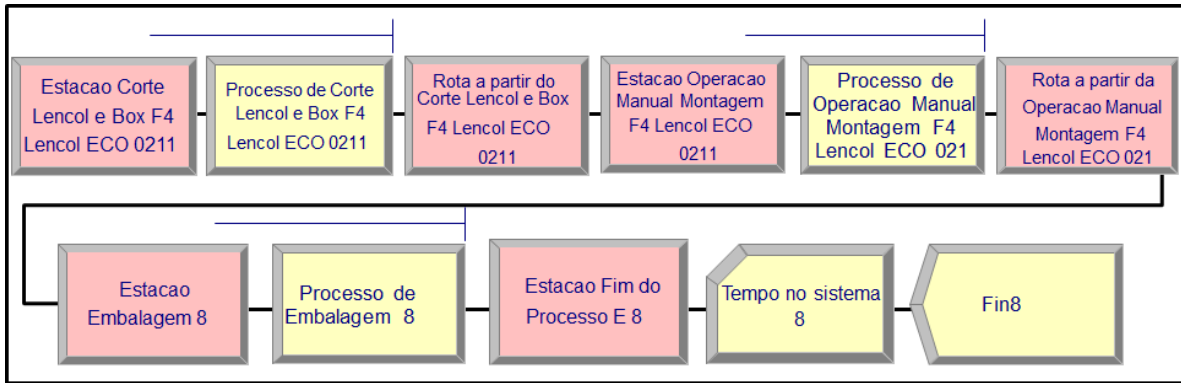 Estacao Corte
Lencol e Box F4
Lencol ECO 0211
Processo de Corte
Lencol e Box F4
Lencol ECO 0211
Rota a partir do
Corte Lencol e Box
F4 Lencol ECO
0211
Estacao Operacao
Manual Montagem
F4 Lencol ECO
0211
Processo de
Operacao Manual
Montagem F4
Lencol ECO 021
Rota a partir da
Operacao Manual
Montagem F4
Lencol ECO 021
Estacao
Embalagem 8
Processo de
Embalagem 8
Estacao Fim do
Processo E 8
Tempo no sistema
8
Fin8